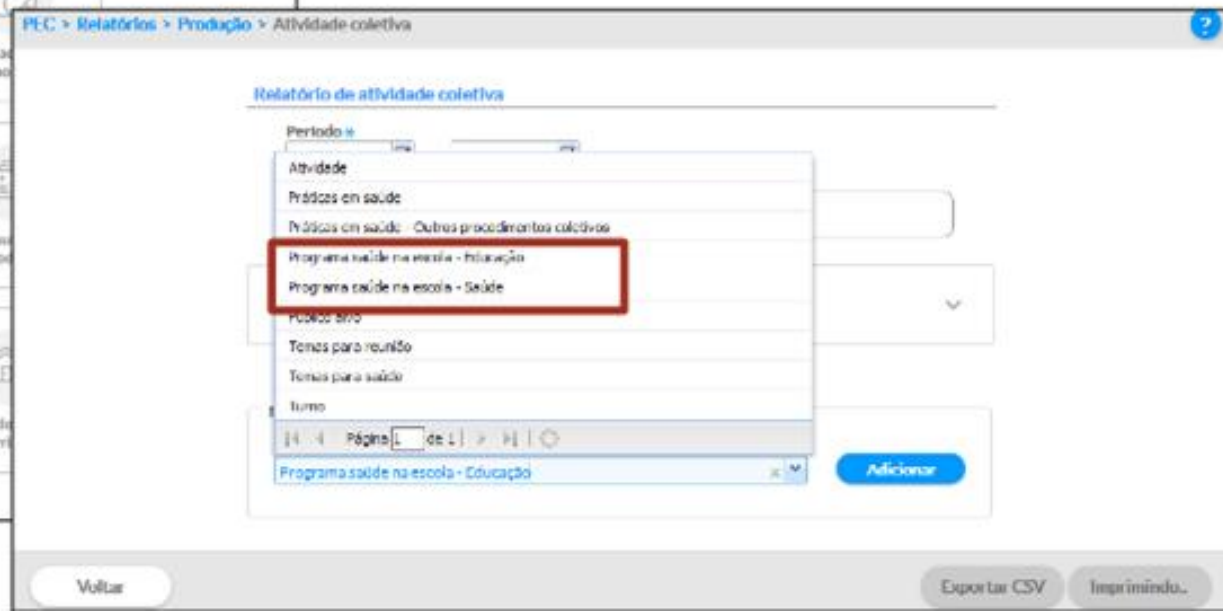 PEC > Relatórios > Produção > Atividade coletiva
?
Relatório de atividade coletiva
Período *
Atividade
Práticas em saúde
Práticas em saúde - Outros procedimentos coletivos
Programa saúde na escola - Educação
Programa saúde na escola - Saúde
Público alvo
Temas para reunião
Temas para saúde
Turno
Página 1 de 1
Programa saúde na escola - Educação
Adicionar
Voltar
Exportar CSV
Imprimindo..